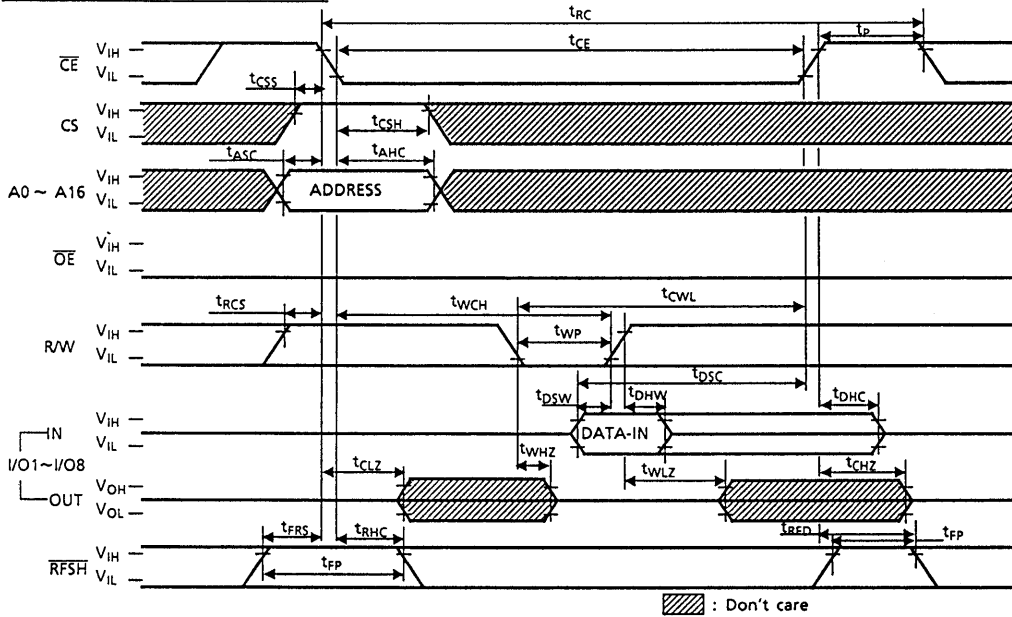 tRC
tP
VIH
CE
tCE
VIL
tCSS
VIH
CS
tCSH
VIL
tASC
tAHC
VIH
A0 ~ A16
ADDRESS
VIL
VIH
OE
VIL
tCWL
tRCS
tWCH
VIH
R/W
tWP
VIL
tDSC
tDSW
tDHW
tDHC
VIH
IN
DATA-IN
VIL
tWHZ
I/O1~I/O8
tCLZ
tWLZ
tCHZ
VOH
OUT
VOL
tFRS
tRHC
tRFD
tFP
VIH
RFSH
tFP
VIL
: Don't care